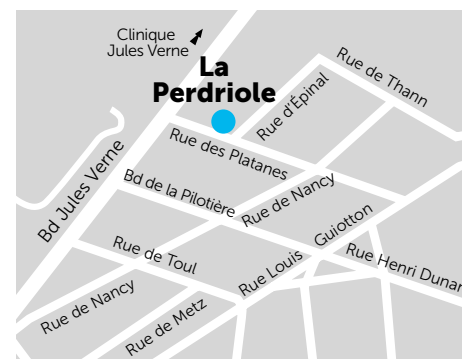 Clinique
Jules Verne
La
Perdriole
Rue de Thann
Rue d'Épinal
Rue des Platanes
Bd Jules Verne
Bd de la Pilotière
Rue de Nancy
Rue Louis Guiotton
Rue de Toul
Rue Henri Dunan
Rue de Nancy
Rue de Metz